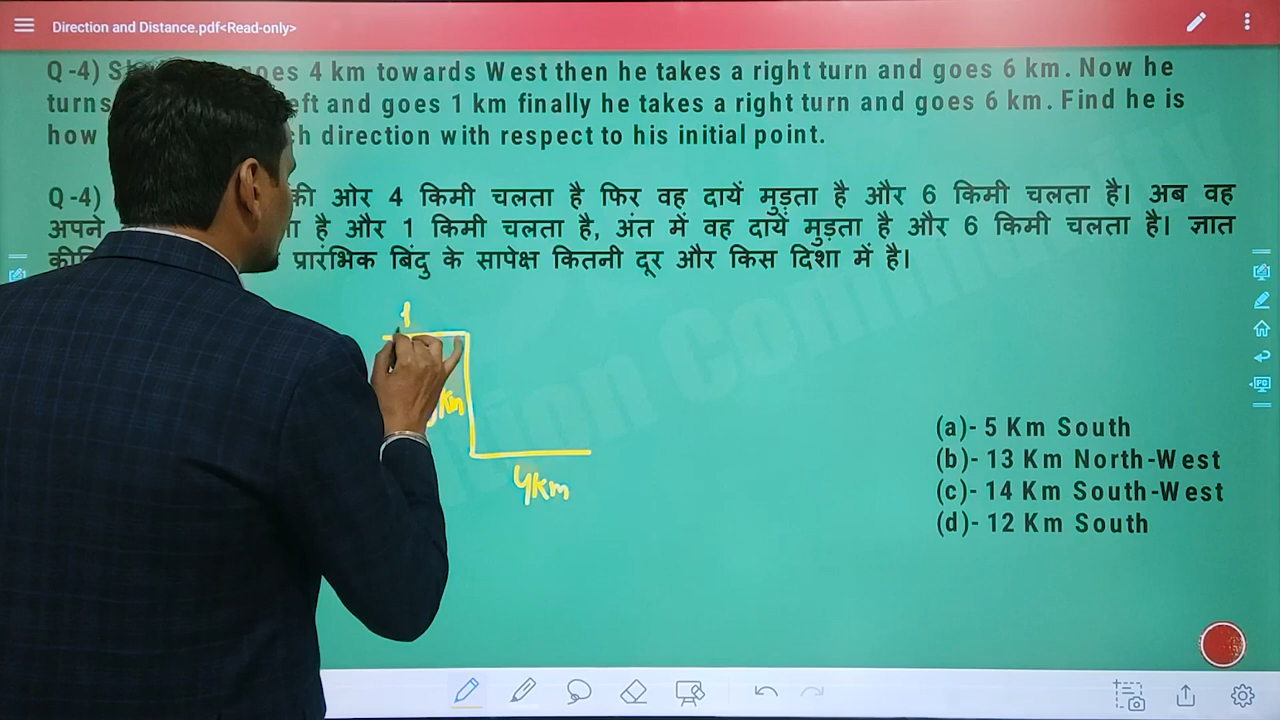 Direction and Distance.pdf<Read-only>
Q-4) goes 4 km towards West then he takes a right turn and goes 6 km. Now he
turns and goes 1 km finally he takes a right turn and goes 6 km. Find he is
how direction with respect to his initial point.
Q-4) की ओर 4 किमी चलता है फिर वह दायें मुड़ता है और 6 किमी चलता है। अब वह
अपने है और 1 किमी चलता है, अंत में वह दायें मुड़ता है और 6 किमी चलता है। ज्ञात
प्रारंभिक बिंदु के सापेक्ष कितनी दूर और किस दिशा में है।
1
Km
4km
(a)- 5 Km South
(b)- 13 Km North-West
(c)- 14 Km South-West
(d)- 12 Km South